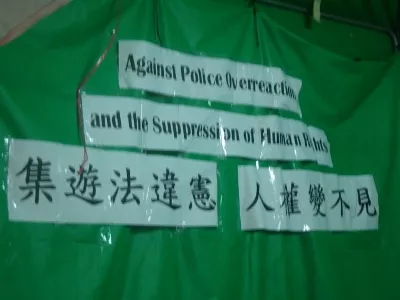 Against Police Overreaction
and the Suppression of Human Rights
集遊法違憲 人權變不見